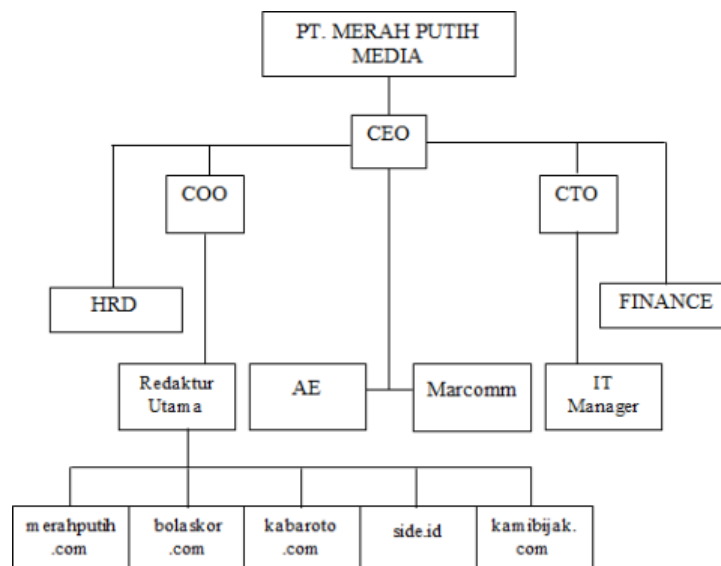 PT. MERAH PUTIH
MEDIA
CEO
COO
CTO
HRD
FINANCE
Redaktur
Utama
AE
Marcomm
IT
Manager
merahputih
.com
bolaskor
.com
kabaroto
.com
side.id
kamibijak.
com